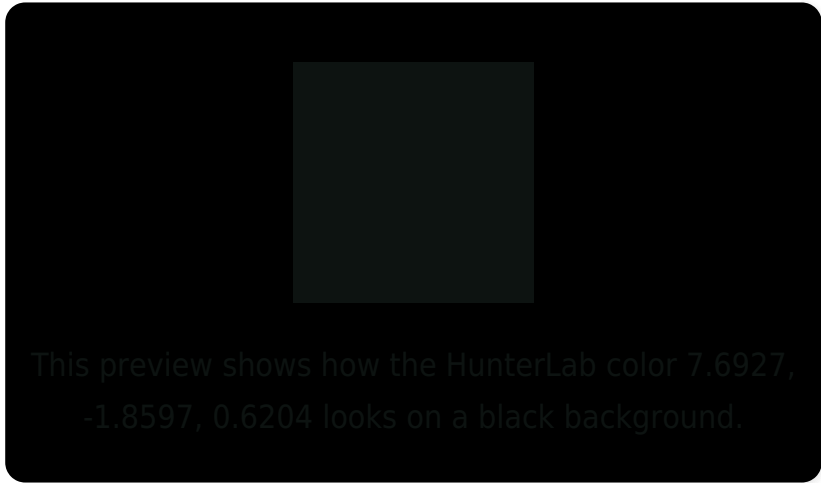 This preview shows how the HunterLab color 7.6927,
-1.8597, 0.6204 looks on a black background.